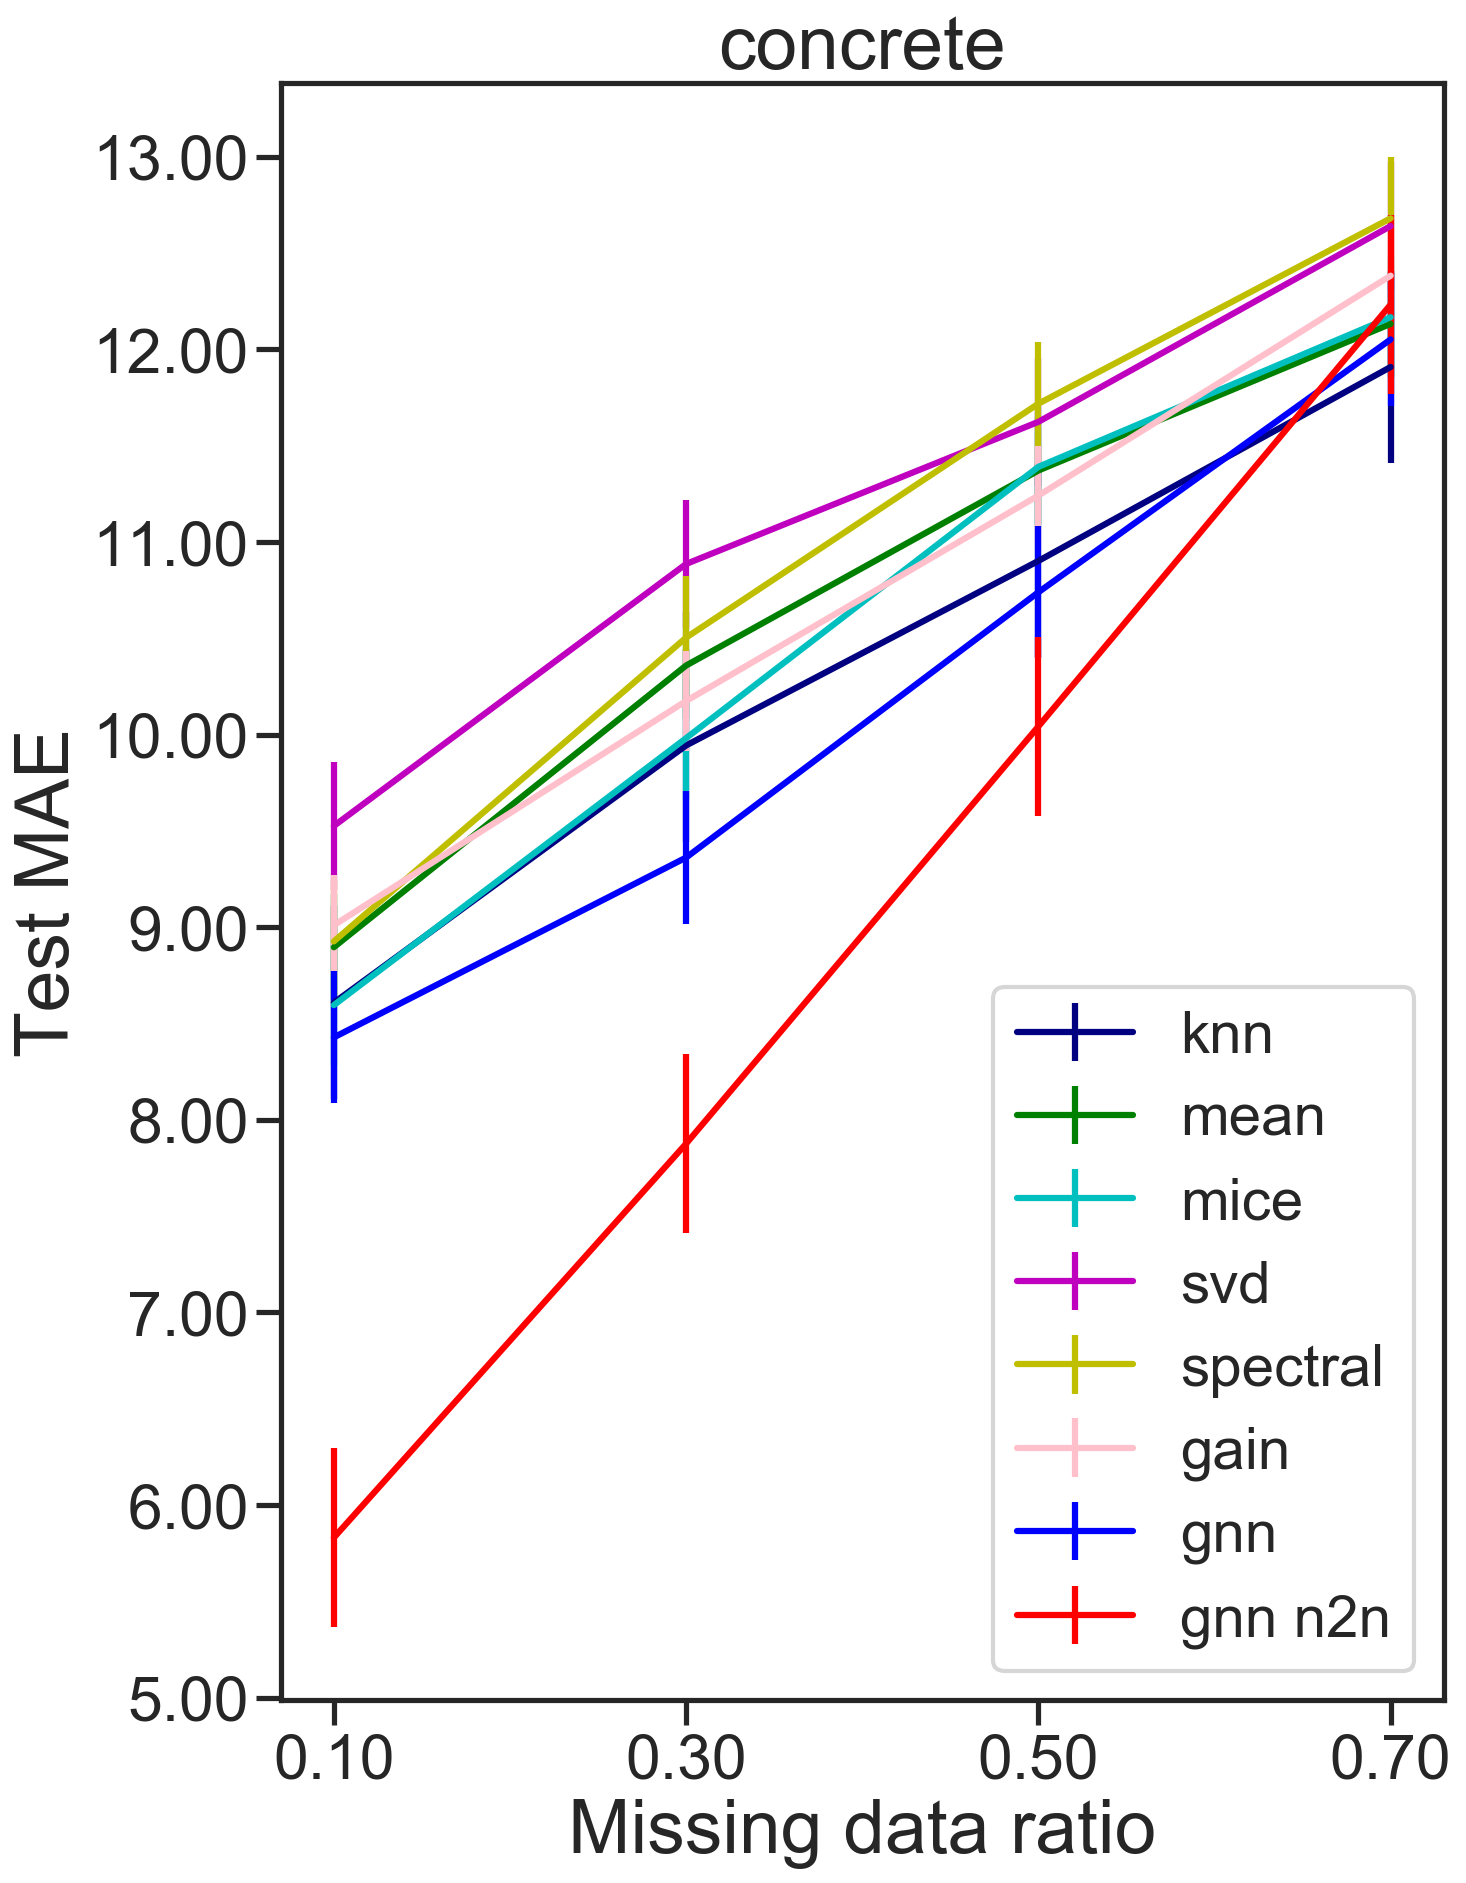 concrete
Test MAE
13.00
12.00
11.00
10.00
9.00
8.00
7.00
6.00
5.00
knn
mean
mice
svd
spectral
gain
gnn
gnn n2n
0.10 0.30 0.50 0.70
Missing data ratio